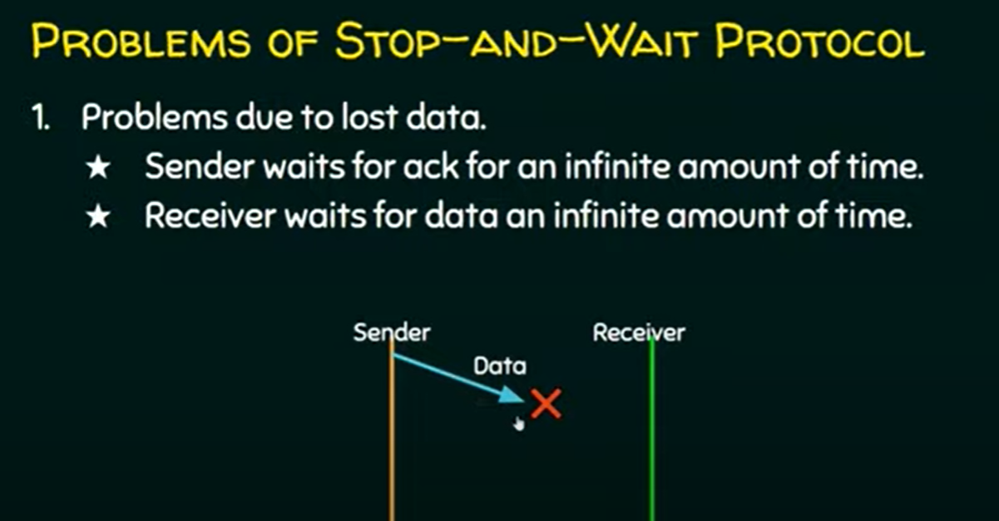 PROBLEMS OF STOP-AND-WAIT PROTOCOL
1. Problems due to lost data.
★ Sender waits for ack for an infinite amount of time.
★ Receiver waits for data an infinite amount of time.
Sender Receiver
Data